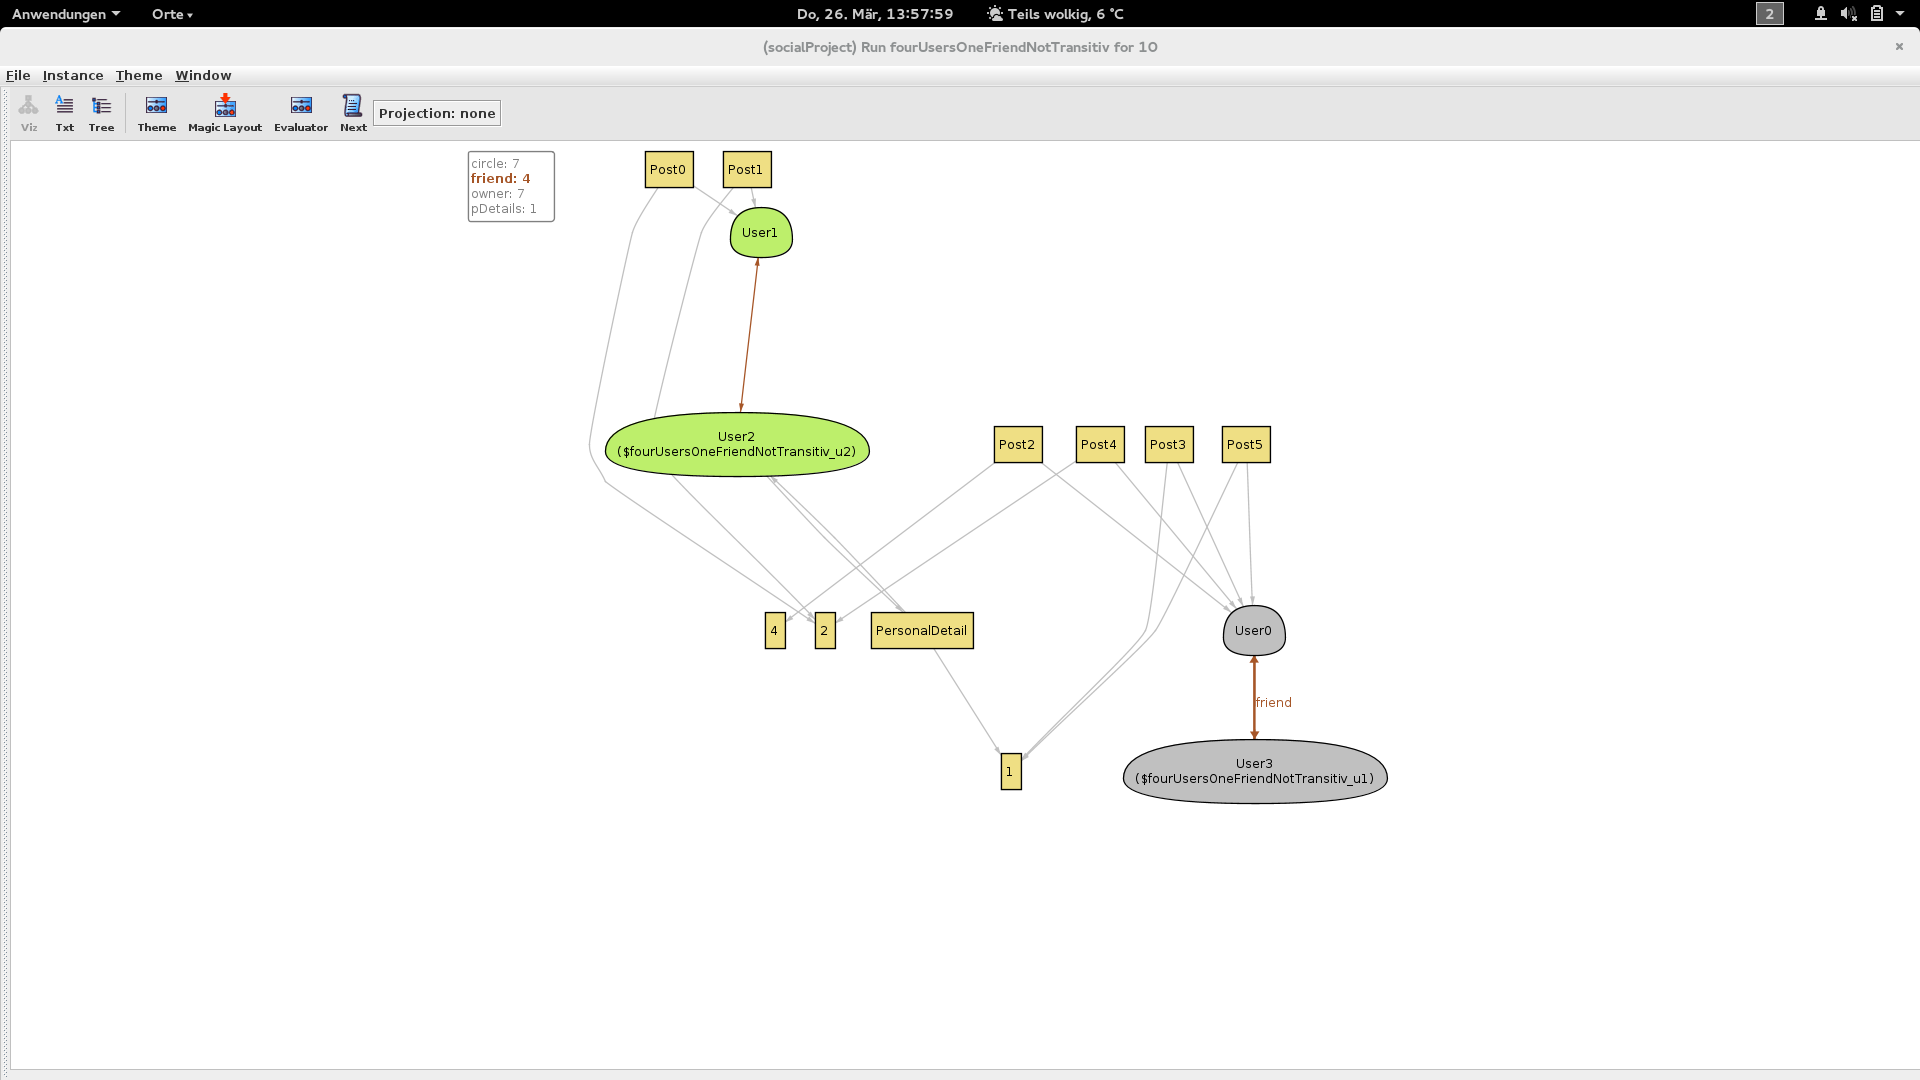 Anwendungen
Orte
Do, 26. Mär, 13:57:59
Teils wolkig, 6 °C
2
(socialProject) Run fourUsersOneFriendNotTransitiv for 10
×
File Instance Theme Window
Viz Txt Tree Theme Magic Layout Evaluator Next
Projection: none
circle: 7
friend: 4
owner: 7
pDetails: 1
Post0
Post1
User1
User2
($fourUsersOneFriendNotTransitiv_u2)
Post2
Post4
Post3
Post5
4
2
PersonalDetail
User0
friend
1
User3
($fourUsersOneFriendNotTransitiv_u1)